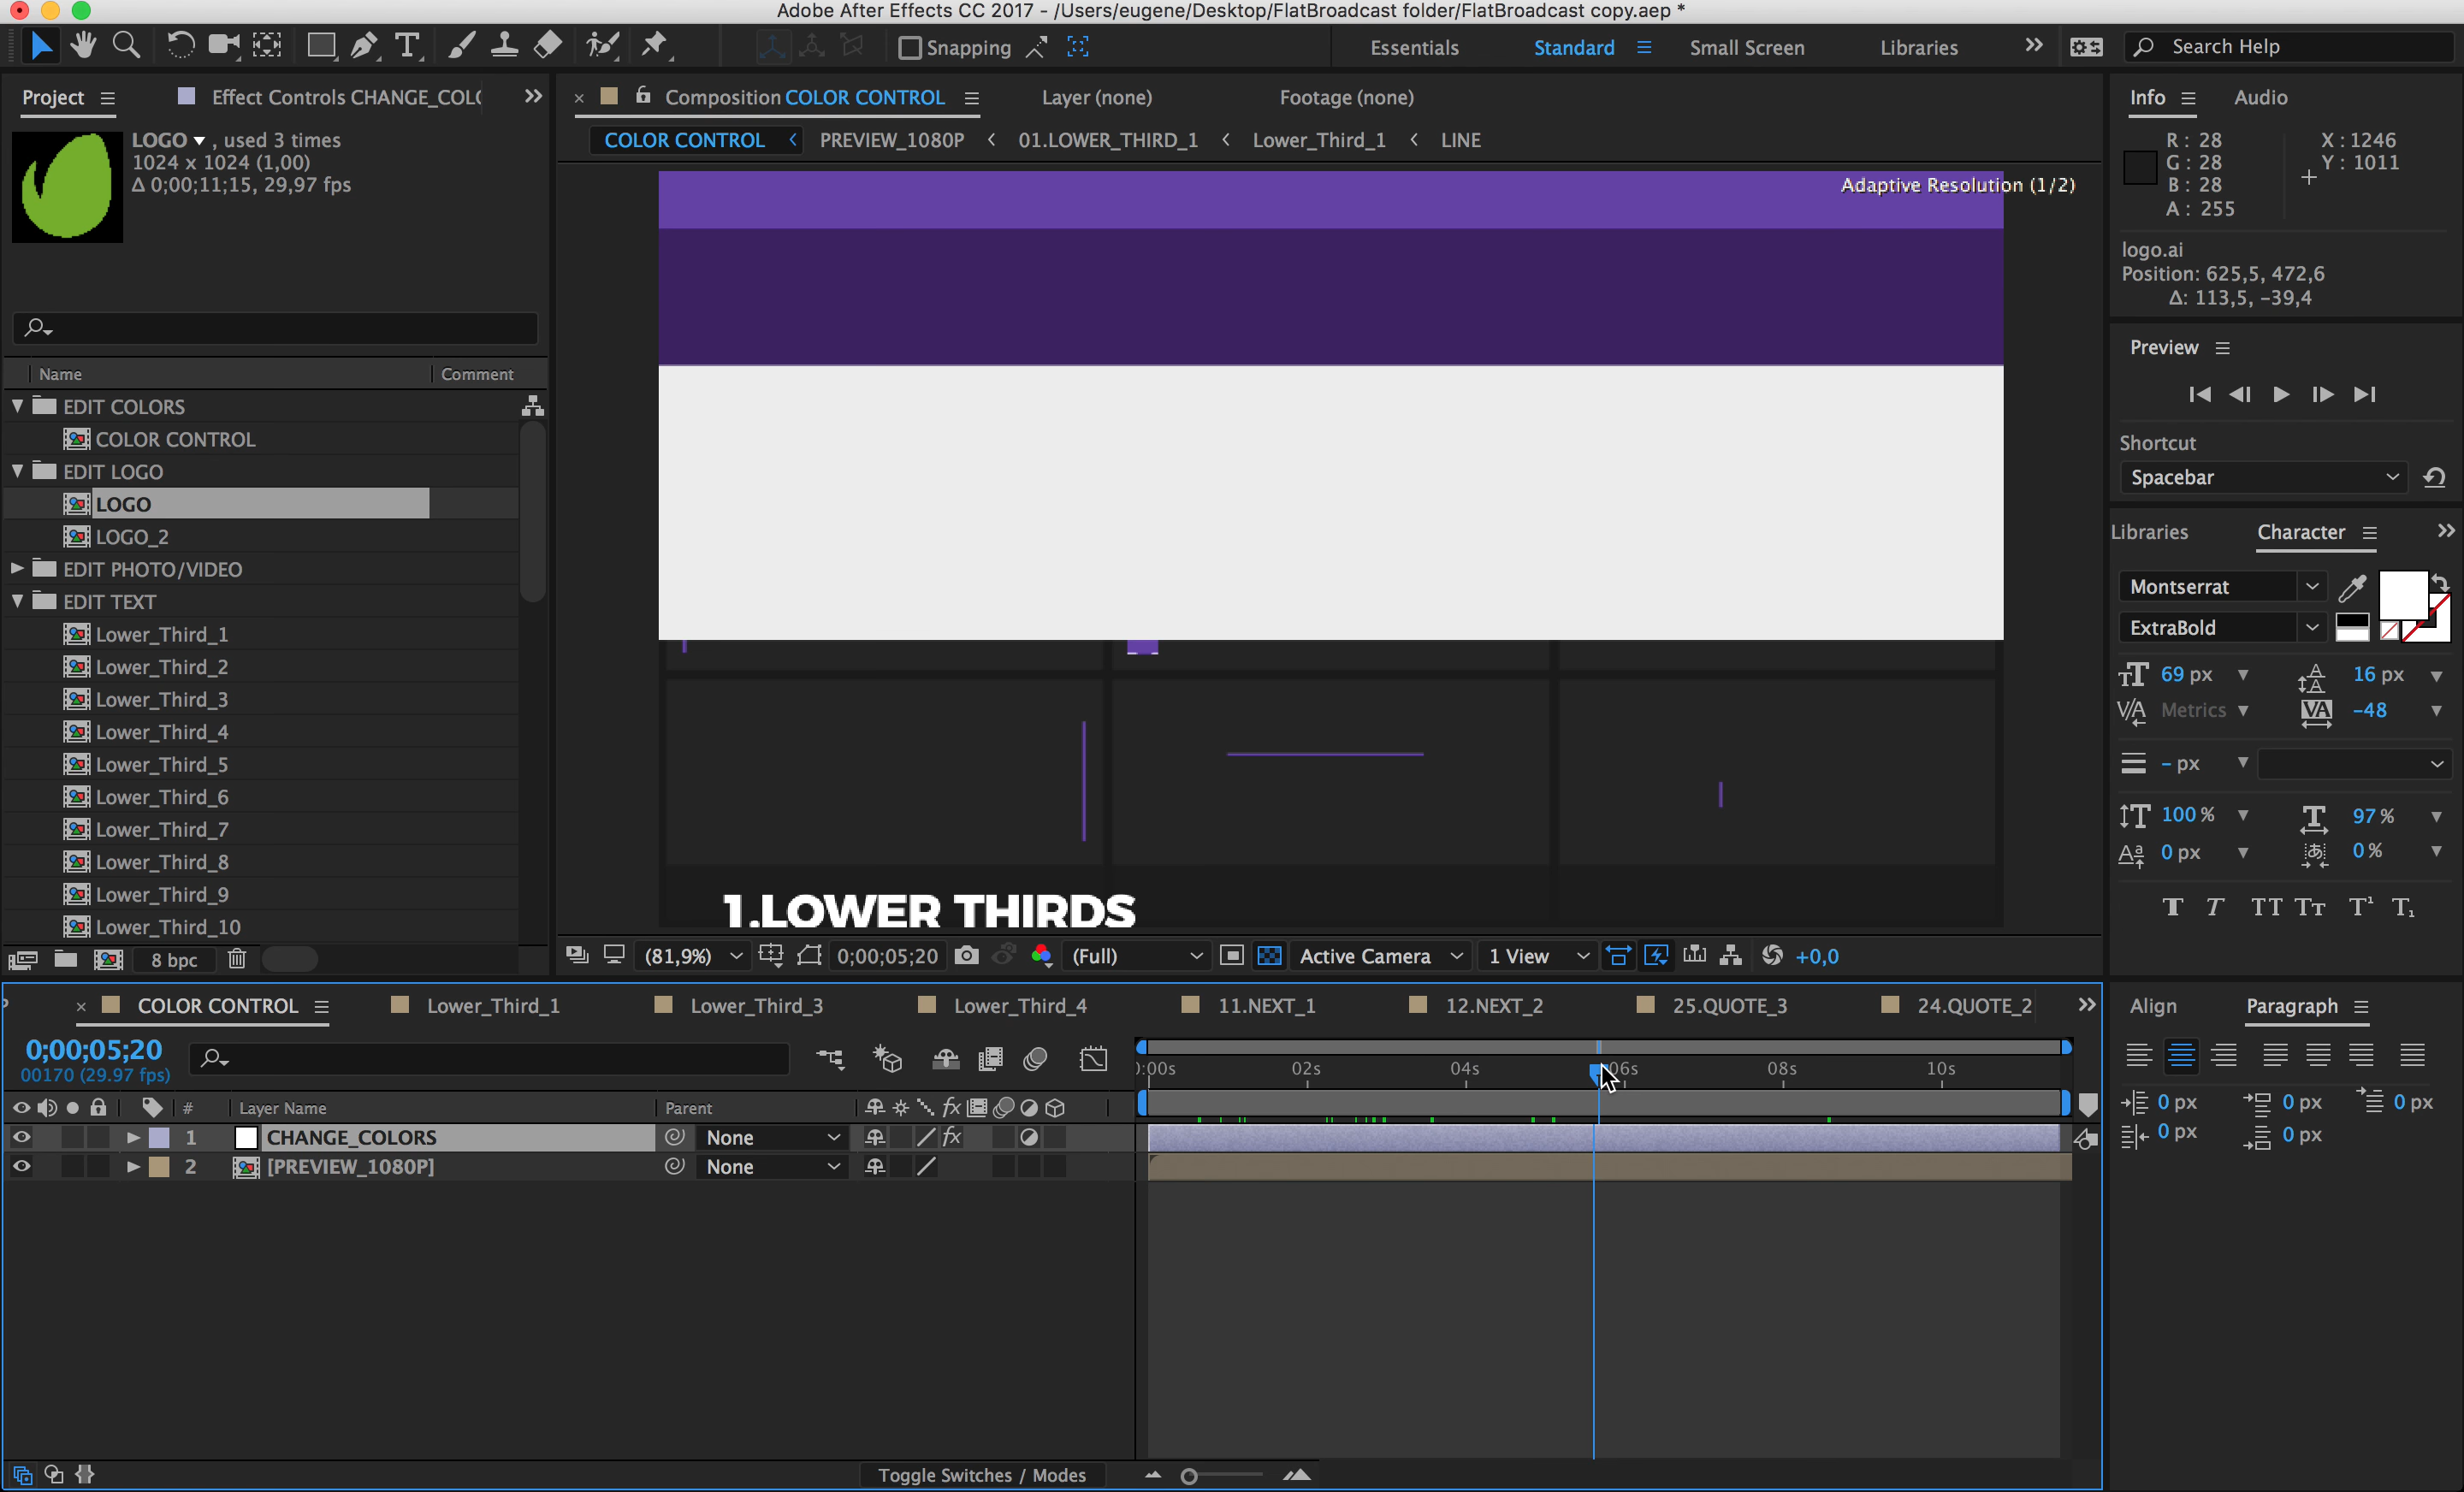 Adobe After Effects CC 2017 - /Users/eugene/Desktop/FlatBroadcast folder/FlatBroadcast copy.aep *
T Snapping Essentials Standard Small Screen Libraries Search Help
Project Effect Controls CHANGE_COL
LOGO , used 3 times
1024 x 1024 (1,00)
Δ 0;00;11;15, 29,97 fps
Name Comment
EDIT COLORS
COLOR CONTROL
EDIT LOGO
LOGO
LOGO_2
EDIT PHOTO/VIDEO
EDIT TEXT
Lower_Third_1
Lower_Third_2
Lower_Third_3
Lower_Third_4
Lower_Third_5
Lower_Third_6
Lower_Third_7
Lower_Third_8
Lower_Third_9
Lower_Third_10
8 bpc
× Composition COLOR CONTROL Layer (none) Footage (none)
COLOR CONTROL < PREVIEW_1080P < 01.LOWER_THIRD_1 < Lower_Third_1 < LINE
Adaptive Resolution (1/2)
1.LOWER THIRDS
(81,9%) 0;00;05;20 (Full) Active Camera 1 View +0,0
Info Audio
R: 28 X: 1246
G: 28 Y: 1011
B: 28
A: 255
logo.ai
Position: 625,5, 472,6
Δ: 113,5, -39,4
Preview
Shortcut
Spacebar
Libraries Character
Montserrat
ExtraBold
69 px 16 px
Metrics -48
- px
100 % 97 %
0 px 0 %
T T TT Tт T¹ T₁
× COLOR CONTROL Lower_Third_1 Lower_Third_3 Lower_Third_4 11.NEXT_1 12.NEXT_2 25.QUOTE_3 24.QUOTE_2
0;00;05;20
00170 (29.97 fps)
:00s 02s 04s 06s 08s 10s
# Layer Name Parent fx
1 CHANGE_COLORS None fx
2 [PREVIEW_1080P] None
Toggle Switches / Modes
Align Paragraph
0 px 0 px 0 px
0 px 0 px